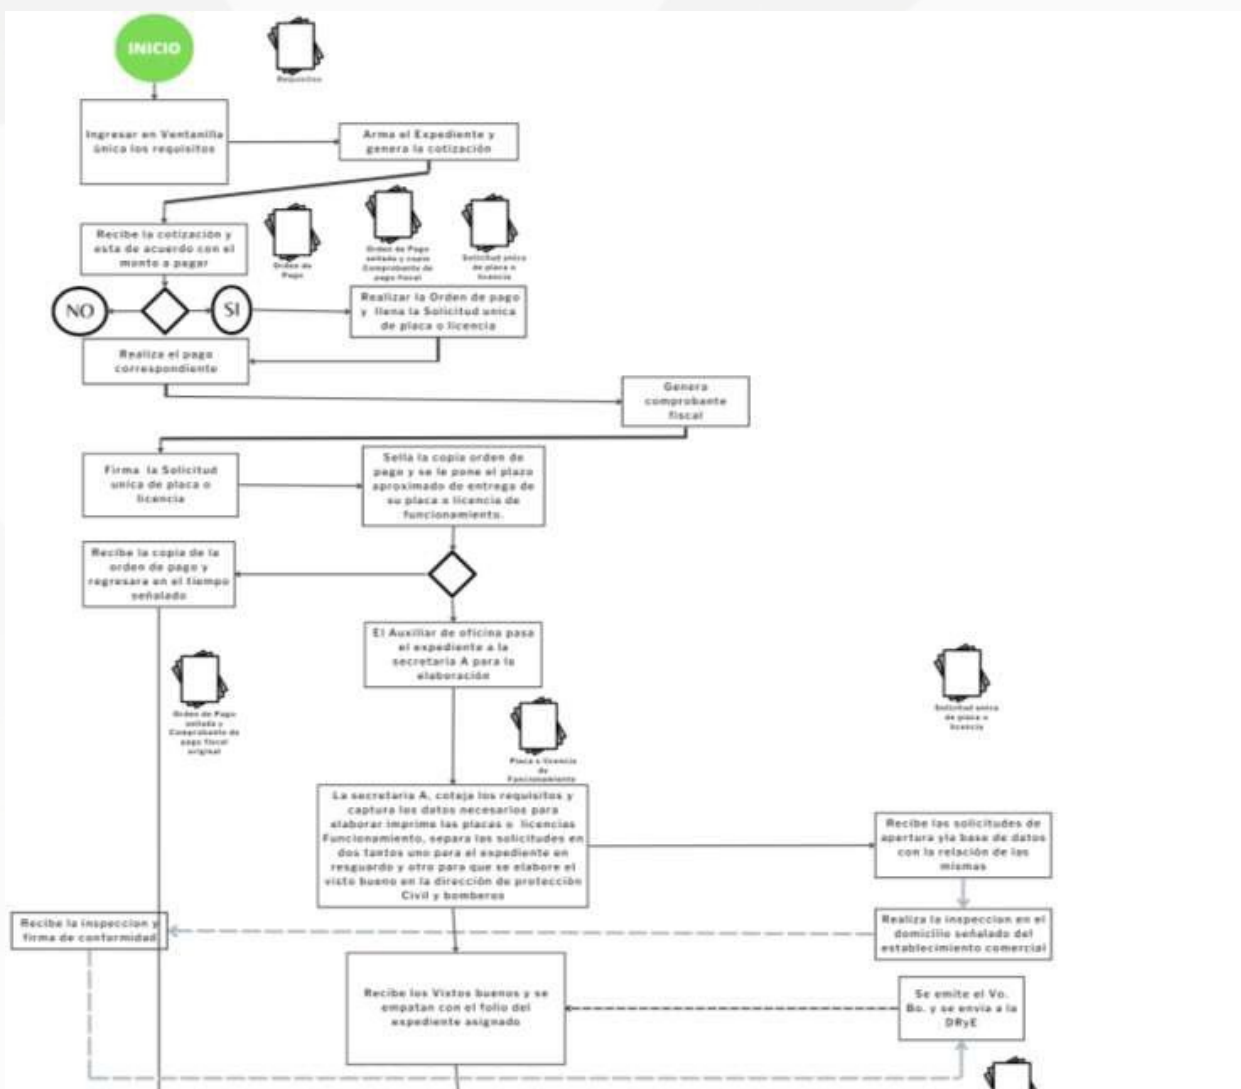 INICIO
Requisitos
Ingresar en Ventanilla
única los requisitos
Arma el Expediente y
genera la cotización
Recibe la cotización y
esta de acuerdo con el
monto a pagar
Orden de
Pago
Orden de Pago
sellada y copia
Comprobante de
pago fiscal
Solicitud unica
de placa o
licencia
NO
SI
Realizar la Orden de pago
y llena la Solicitud unica
de placa o licencia
Realiza el pago
correspondiente
Genera
comprobante
fiscal
Firma la Solicitud
unica de placa o
licencia
Sella la copia orden de
pago y se le pone el plazo
aproximado de entrega de
su placa o licencia de
funcionamiento.
Recibe la copia de la
orden de pago y
regresara en el tiempo
señalado
El Auxiliar de oficina pasa
el expediente a la
secretaria A para la
elaboración
Orden de Pago
sellada y
Comprobante de
pago fiscal
original
Solicitud unica
de placa o
licencia
Placa o licencia
de
Funcionamiento
La secretaria A, coteja los requisitos y
captura los datos necesarios para
elaborar imprime las placas o licencias
Funcionamiento, separa las solicitudes en
dos tantos uno para el expediente en
resguardo y otro para que se elabore el
visto bueno en la dirección de protección
Civil y bomberos
Recibe las solicitudes de
apertura yla base de datos
con la relación de las
mismas
Recibe la inspeccion y
firma de conformidad
Realiza la inspeccion en el
domicilio señalado del
establecimiento comercial
Recibe los Vistos buenos y se
empatan con el folio del
expediente asignado
Se emite el Vo.
Bo. y se envia a la
DRyE